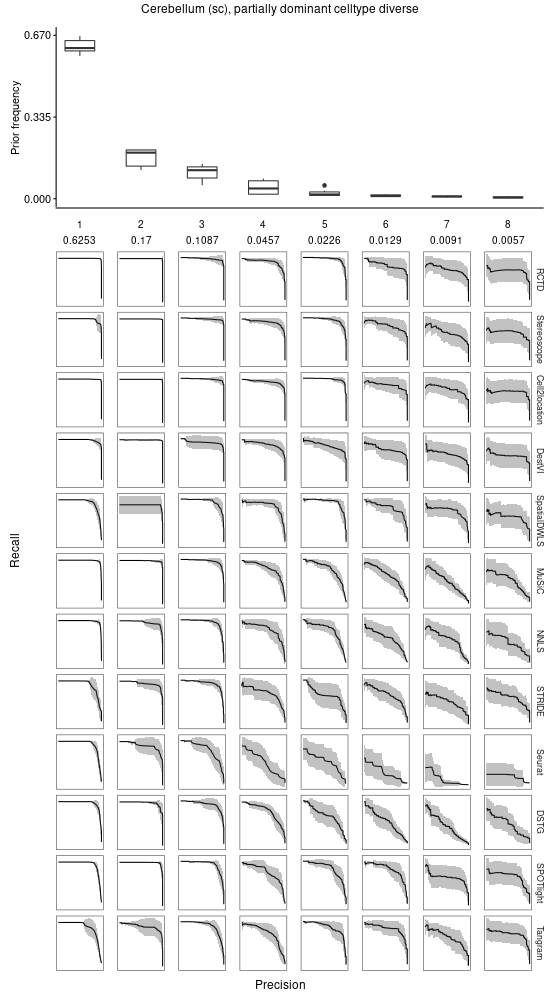 Cerebellum (sc), partially dominant celltype diverse
Prior frequency
0.670
0.335
0.000
1 2 3 4 5 6 7 8
0.6253 0.17 0.1087 0.0457 0.0226 0.0129 0.0091 0.0057
Recall
RCTD
Stereoscope
Cell2location
DestVI
SpatialDWLS
MuSiC
NNLS
STRIDE
Seurat
DSTG
SPOTlight
Tangram
Precision